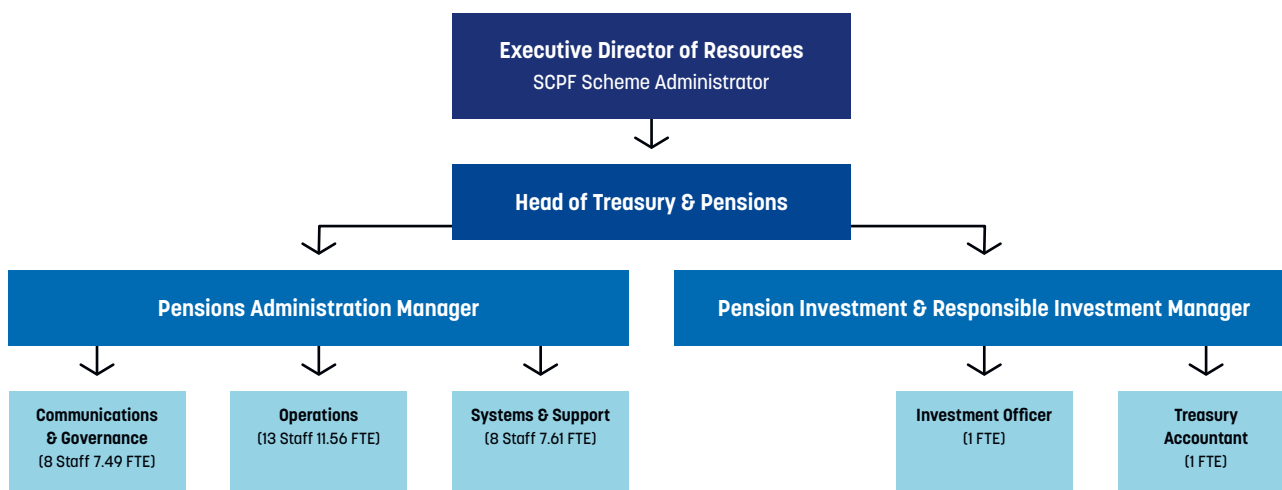 Executive Director of Resources
SCPF Scheme Administrator
Head of Treasury & Pensions
Pensions Administration Manager
Pension Investment & Responsible Investment Manager
Communications
& Governance
(8 Staff 7.49 FTE)
Operations
(13 Staff 11.56 FTE)
Systems & Support
(8 Staff 7.61 FTE)
Investment Officer
(1 FTE)
Treasury
Accountant
(1 FTE)